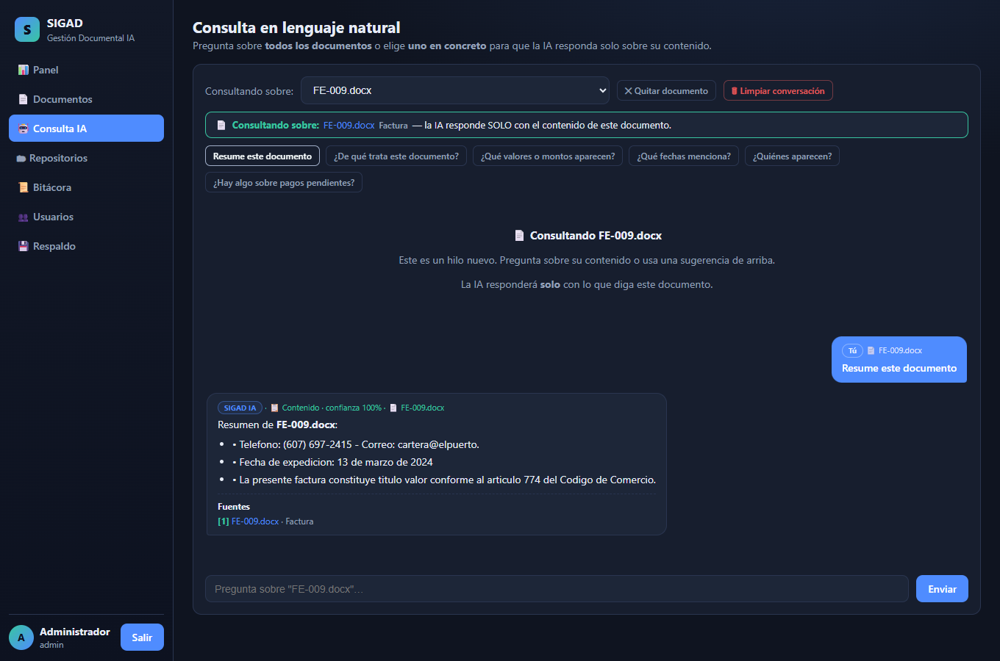 S
SIGAD
Gestión Documental IA
Panel
Documentos
Consulta IA
Repositorios
Bitácora
Usuarios
Respaldo
A
Administrador
admin
Salir
Consulta en lenguaje natural
Pregunta sobre todos los documentos o elige uno en concreto para que la IA responda solo sobre su contenido.
Consultando sobre: FE-009.docx ✕ Quitar documento Limpiar conversación
Consultando sobre: FE-009.docx Factura — la IA responde SOLO con el contenido de este documento.
Resume este documento ¿De qué trata este documento? ¿Qué valores o montos aparecen? ¿Qué fechas menciona? ¿Quiénes aparecen?
¿Hay algo sobre pagos pendientes?
Consultando FE-009.docx
Este es un hilo nuevo. Pregunta sobre su contenido o usa una sugerencia de arriba.
La IA responderá solo con lo que diga este documento.
Tú FE-009.docx
Resume este documento
SIGAD IA · Contenido · confianza 100% · FE-009.docx
Resumen de FE-009.docx:
• • Telefono: (607) 697-2415 - Correo: cartera@elpuerto.
• • Fecha de expedicion: 13 de marzo de 2024
• • La presente factura constituye titulo valor conforme al articulo 774 del Codigo de Comercio.
Fuentes
[1] FE-009.docx · Factura
Pregunta sobre "FE-009.docx"...
Enviar